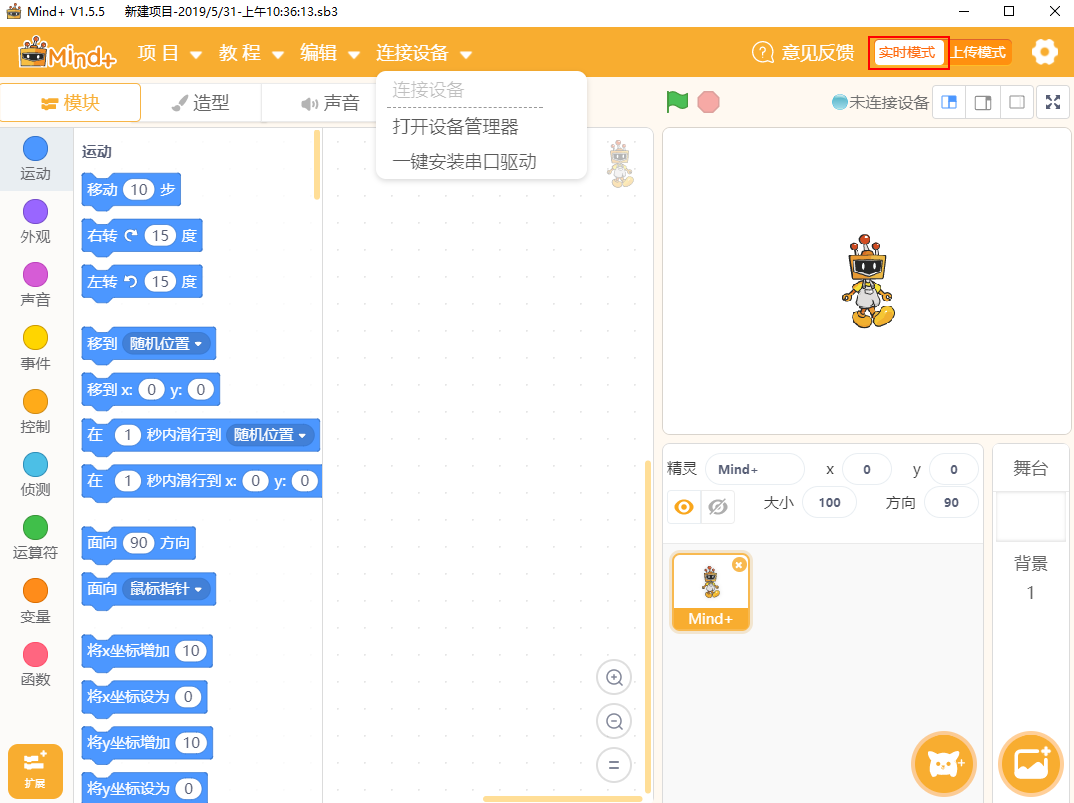 Mind+ V1.5.5 新建项目-2019/5/31-上午10:36:13.sb3
Mind+ 项目 教程 编辑 连接设备 意见反馈 实时模式 上传模式
连接设备
打开设备管理器
一键安装串口驱动
模块 造型 声音
未连接设备
运动
外观
声音
事件
控制
侦测
运算符
变量
函数
扩展
运动
移动 10 步
右转 15 度
左转 15 度
移到 随机位置
移到 x: 0 y: 0
在 1 秒内滑行到 随机位置
在 1 秒内滑行到 x: 0 y: 0
面向 90 方向
面向 鼠标指针
将x坐标增加 10
将x坐标设为 0
将y坐标增加 10
将y坐标设为 0
精灵 Mind+ x 0 y 0
大小 100 方向 90
Mind+
舞台
背景
1